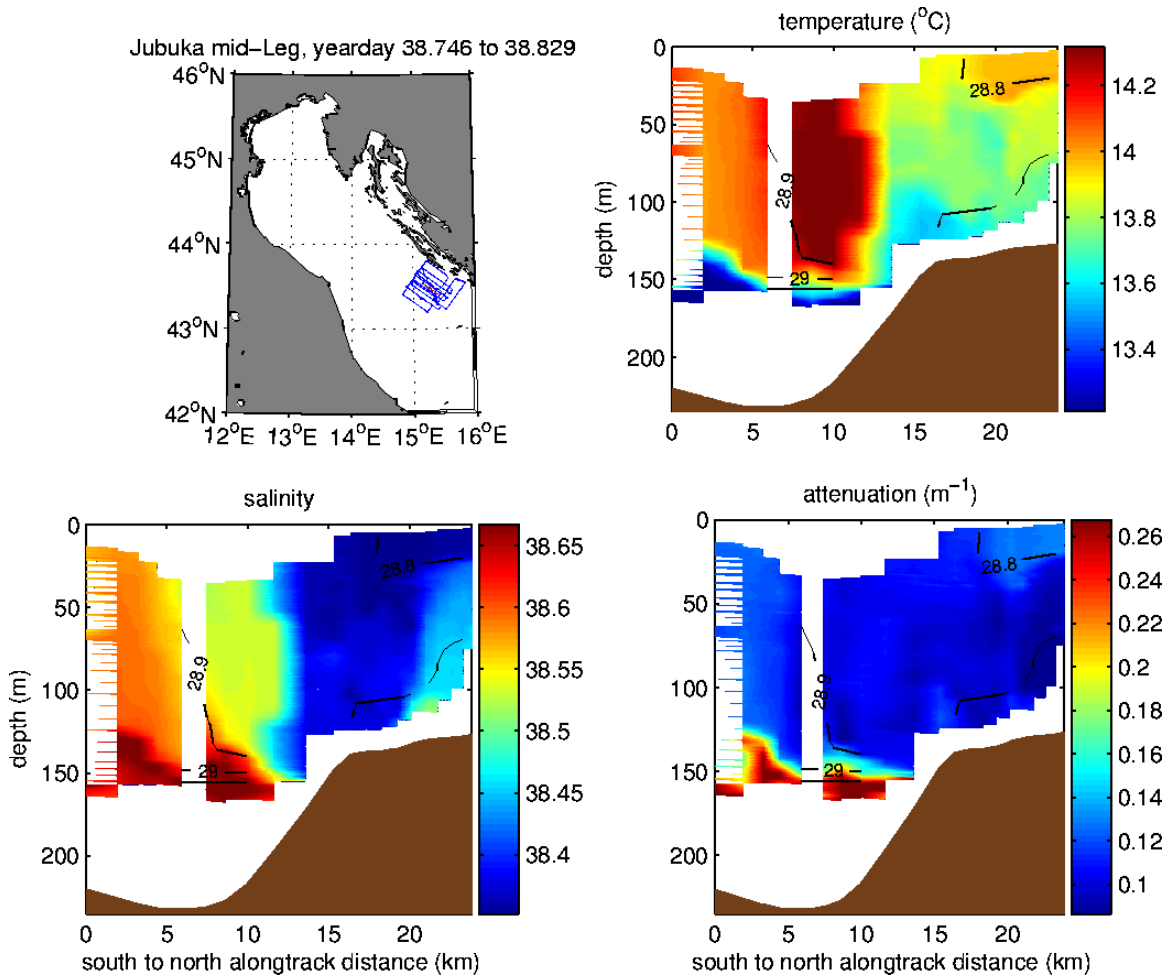 Jubuka mid−Leg, yearday 38.746 to 38.829
46°N
45°N
44°N
43°N
42°N
12°E 13°E 14°E 15°E 16°E
temperature (°C)
0
50
100
150
200
depth (m)
28.8
28.9
29
0 5 10 15 20
14.2
14
13.8
13.6
13.4
salinity
0
50
100
150
200
depth (m)
28.8
28.9
29
0 5 10 15 20
south to north alongtrack distance (km)
38.65
38.6
38.55
38.5
38.45
38.4
attenuation (m−1)
0
50
100
150
200
28.8
28.9
29
0 5 10 15 20
south to north alongtrack distance (km)
0.26
0.24
0.22
0.2
0.18
0.16
0.14
0.12
0.1